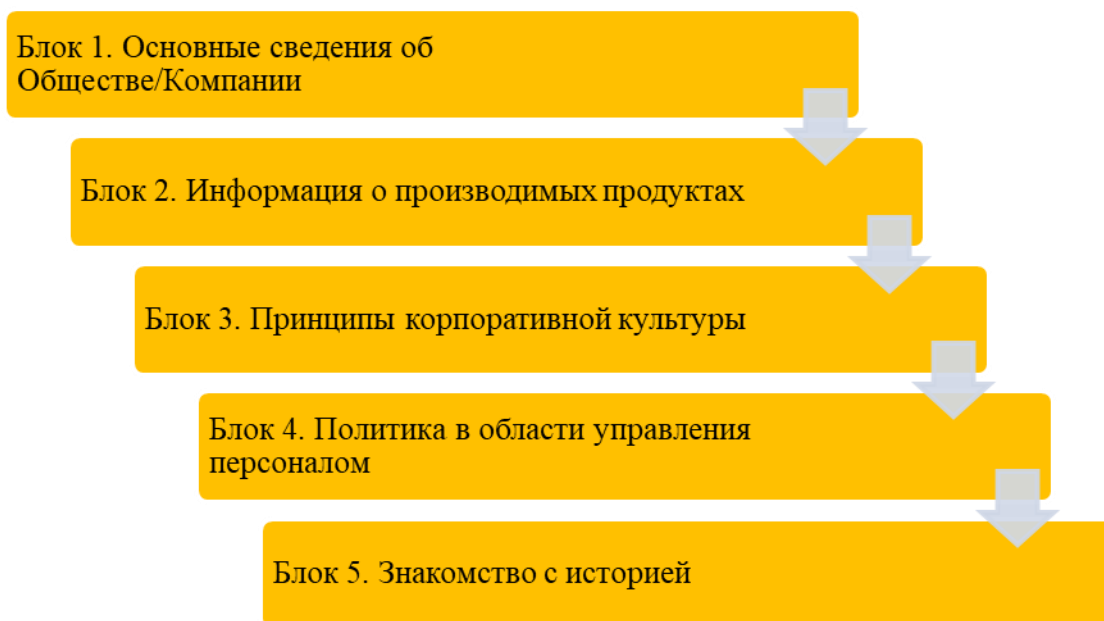 Блок 1. Основные сведения об
Обществе/Компании
Блок 2. Информация о производимых продуктах
Блок 3. Принципы корпоративной культуры
Блок 4. Политика в области управления
персоналом
Блок 5. Знакомство с историей